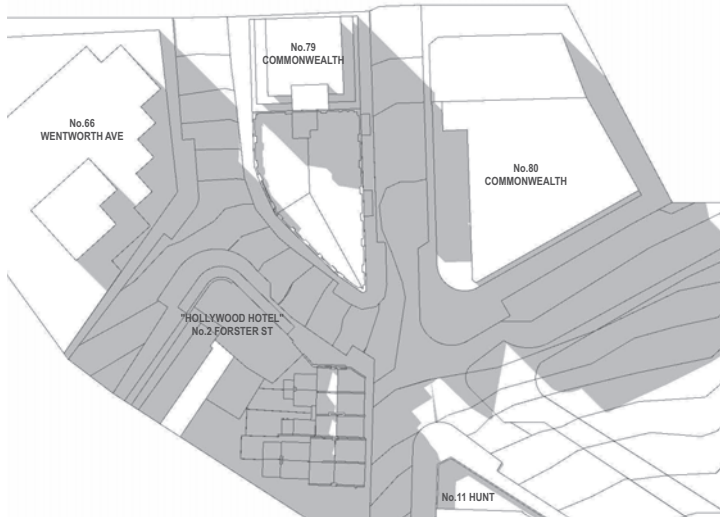 No.79
COMMONWEALTH
No.66
WENTWORTH AVE
No.80
COMMONWEALTH
"HOLLYWOOD HOTEL"
No.2 FORSTER ST
No.11 HUNT